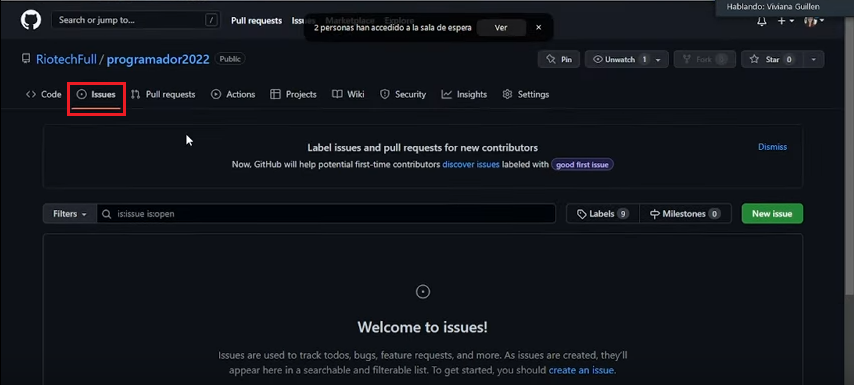 Hablando: Viviana Guillen
Search or jump to... /
Pull requests Issues Marketplace Explore
2 personas han accedido a la sala de espera Ver ×
RiotechFull / programador2022 Public
Pin Unwatch 1 Fork Star 0
Code Issues Pull requests Actions Projects Wiki Security Insights Settings
Label issues and pull requests for new contributors Dismiss
Now, GitHub will help potential first-time contributors discover issues labeled with good first issue
Filters is:issue is:open Labels 9 Milestones 0 New issue
Welcome to issues!
Issues are used to track todos, bugs, feature requests, and more. As issues are created, they'll
appear here in a searchable and filterable list. To get started, you should create an issue.